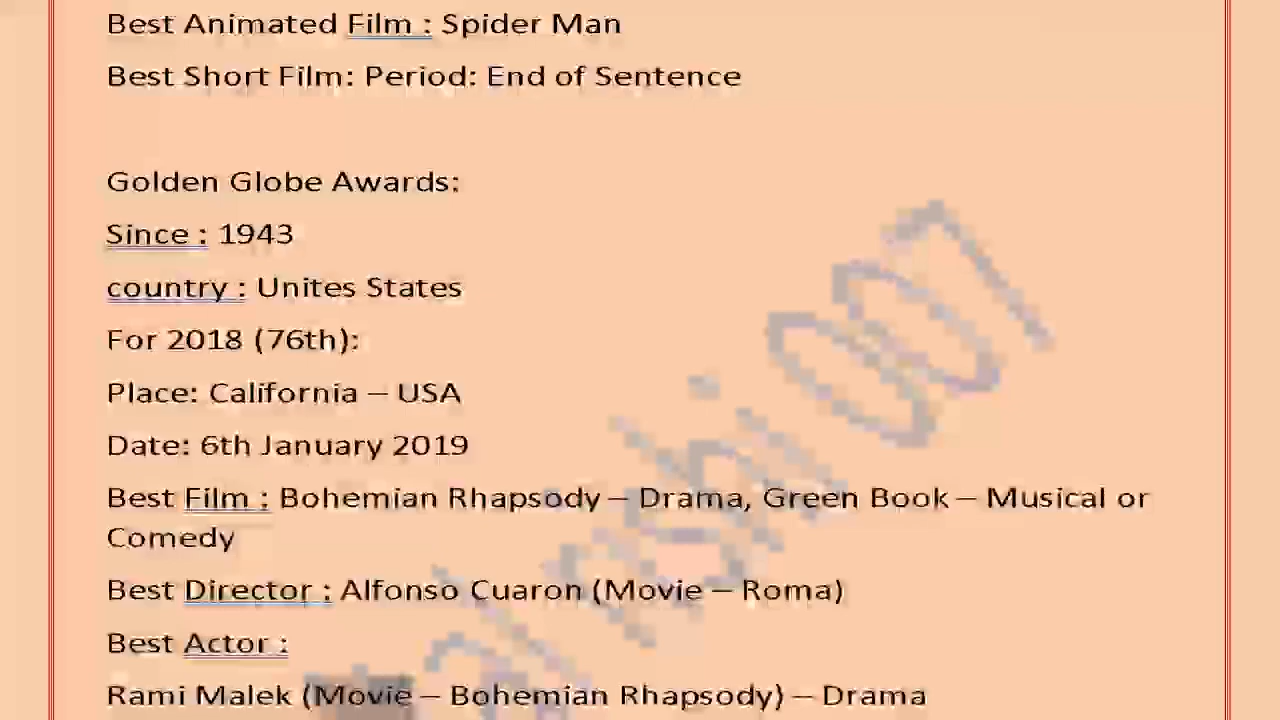 Best Animated Film : Spider Man
Best Short Film: Period: End of Sentence
Golden Globe Awards:
Since : 1943
country : Unites States
For 2018 (76th):
Place: California – USA
Date: 6th January 2019
Best Film : Bohemian Rhapsody – Drama, Green Book – Musical or
Comedy
Best Director : Alfonso Cuaron (Movie – Roma)
Best Actor :
Rami Malek (Movie – Bohemian Rhapsody) – Drama